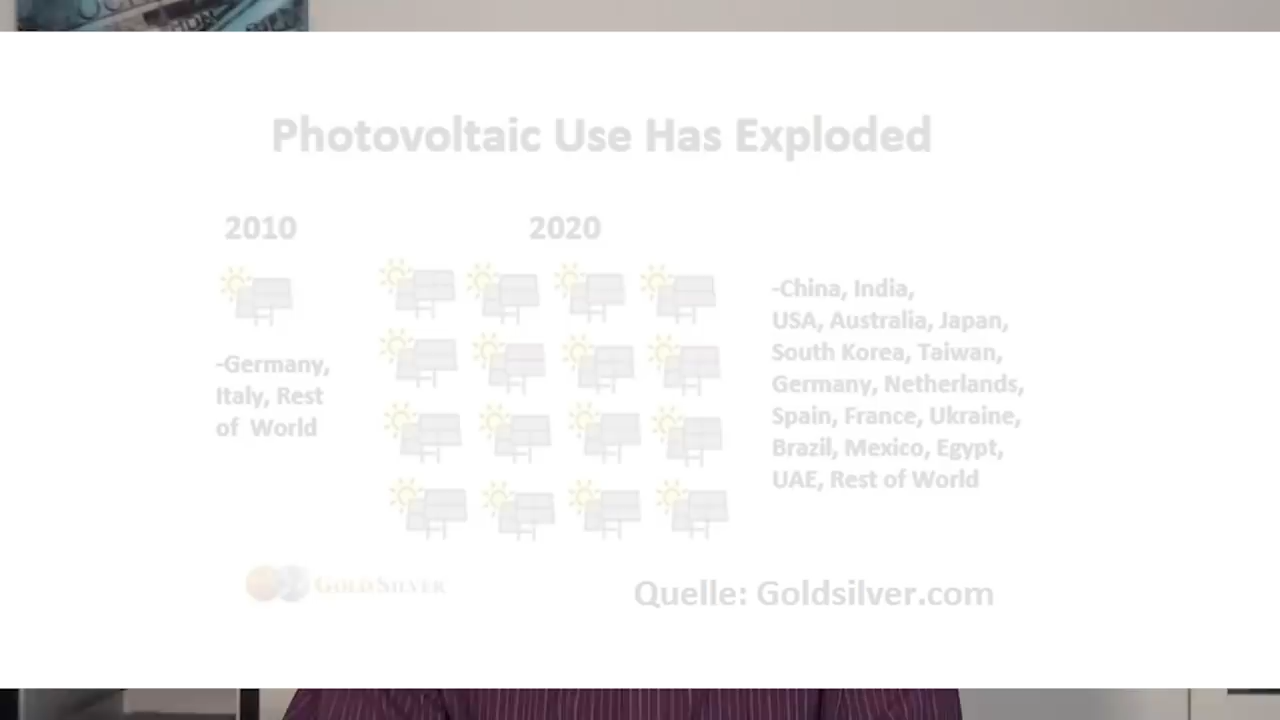 Photovoltaic Use Has Exploded
2010
2020
-Germany,
Italy, Rest
of World
-China, India,
USA, Australia, Japan,
South Korea, Taiwan,
Germany, Netherlands,
Spain, France, Ukraine,
Brazil, Mexico, Egypt,
UAE, Rest of World
GOLDSILVER
Quelle: Goldsilver.com